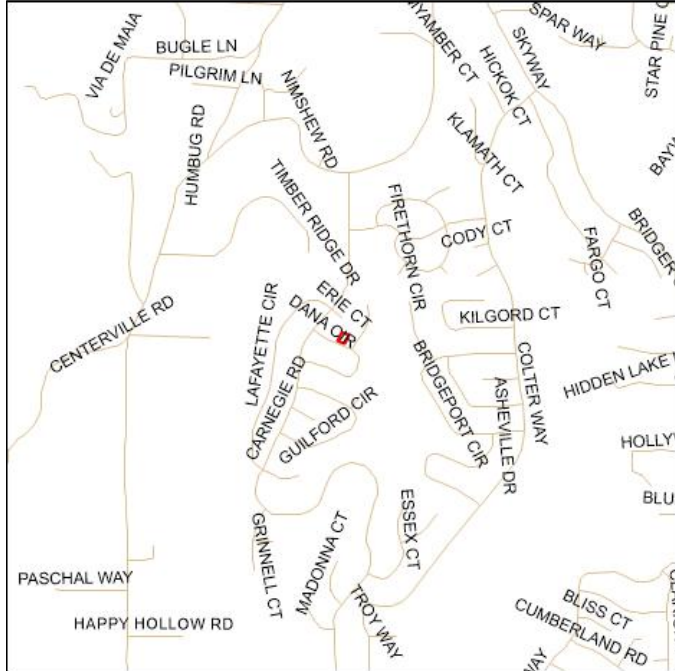 SPAR WAY
STAR PINE C
VIA DE MAIA
BUGLE LN
PILGRIM LN
HICKOK CT
SKYWAY
NIMSHEW RD
HUMBUG RD
KLAMATH CT
TIMBER RIDGE DR
FIRETHORN CIR
CODY CT
FARGO CT
BRIDGER
ERIE CT
DANA CIR
LAFAYETTE CIR
KILGORD CT
CENTERVILLE RD
CARNEGIE RD
BRIDGEPORT CIR
COLTER WAY
ASHEVILLE DR
HIDDEN LAKE
GUILFORD CIR
HOLLYW
BLU
ESSEX CT
GRINNELL CT
MADONNA CT
PASCHAL WAY
TROY WAY
BLISS CT
CUMBERLAND RD
HAPPY HOLLOW RD
WAY